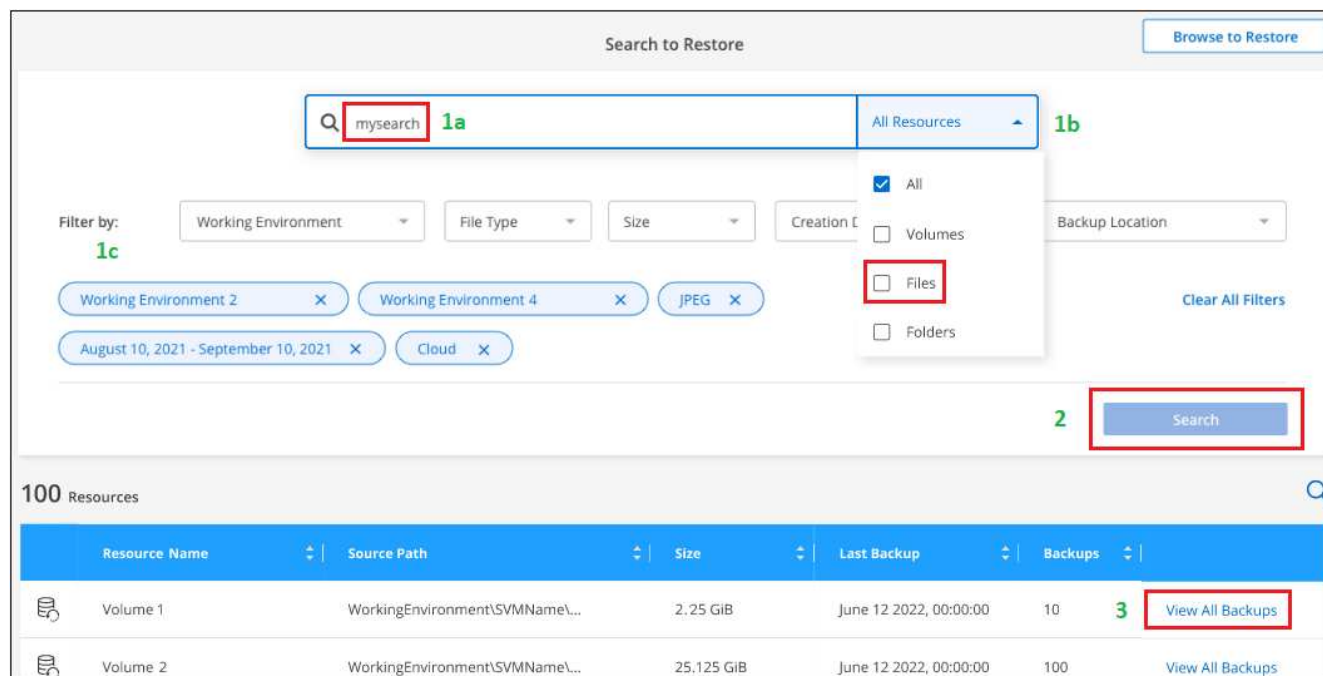 Search to Restore
Browse to Restore
mysearch 1a All Resources 1b
All
Filter by: Working Environment File Type Size Creation D Backup Location
Volumes
1c
Files
Working Environment 2 X Working Environment 4 X JPEG X Clear All Filters
Folders
August 10, 2021 - September 10, 2021 X Cloud X
2 Search
100 Resources
Resource Name Source Path Size Last Backup Backups
Volume 1 WorkingEnvironment\SVMName\... 2.25 GiB June 12 2022, 00:00:00 10 3 View All Backups
Volume 2 WorkingEnvironment\SVMName\... 25.125 GiB June 12 2022, 00:00:00 100 View All Backups